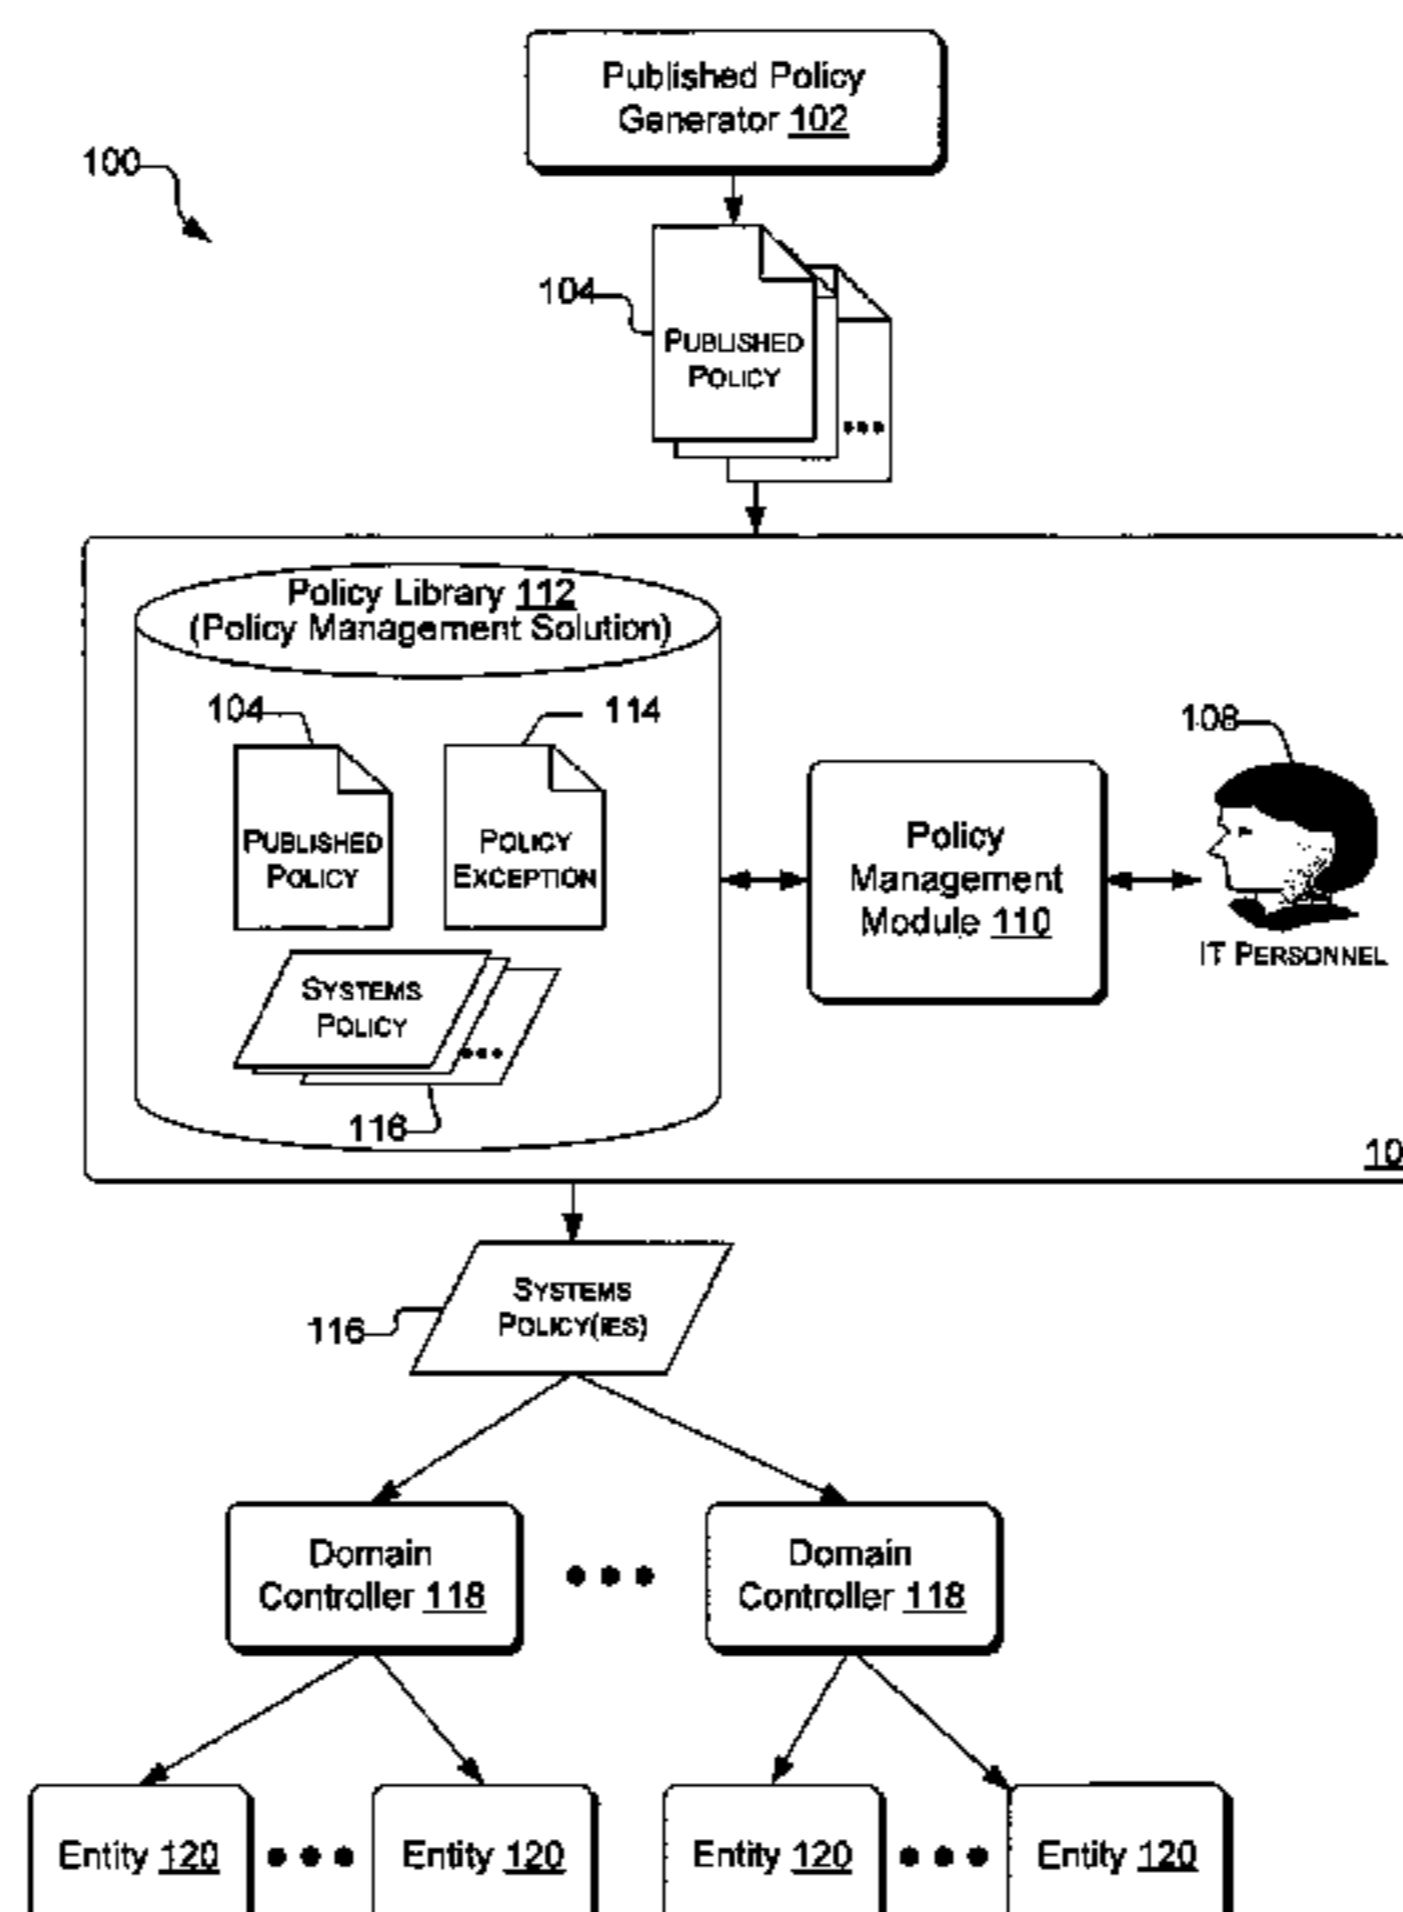 Published Policy
Generator 102
100
104
PUBLISHED
POLICY
Policy Library 112
(Policy Management Solution)
104
114
108
PUBLISHED
POLICY
POLICY
EXCEPTION
Policy
Management
Module 110
IT PERSONNEL
SYSTEMS
POLICY
116
10
SYSTEMS
POLICY(IES)
116
Domain
Controller 118
Domain
Controller 118
Entity 120
Entity 120
Entity 120
Entity 120